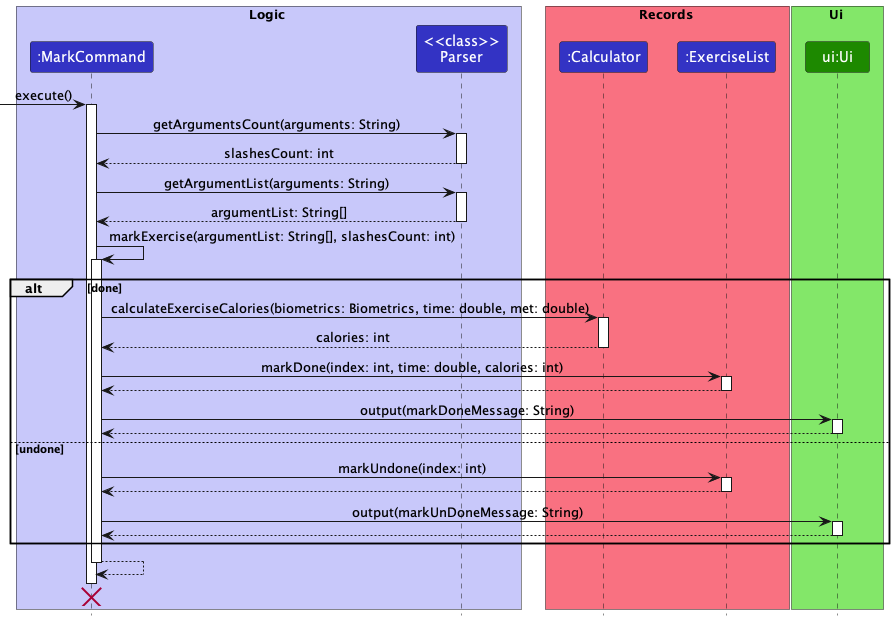 Logic
Records
Ui
:MarkCommand
<<class>>
Parser
:Calculator
:ExerciseList
ui:Ui
execute()
getArgumentsCount(arguments: String)
slashesCount: int
getArgumentList(arguments: String)
argumentList: String[]
markExercise(argumentList: String[], slashesCount: int)
alt
[done]
calculateExerciseCalories(biometrics: Biometrics, time: double, met: double)
calories: int
markDone(index: int, time: double, calories: int)
output(markDoneMessage: String)
[undone]
markUndone(index: int)
output(markUnDoneMessage: String)